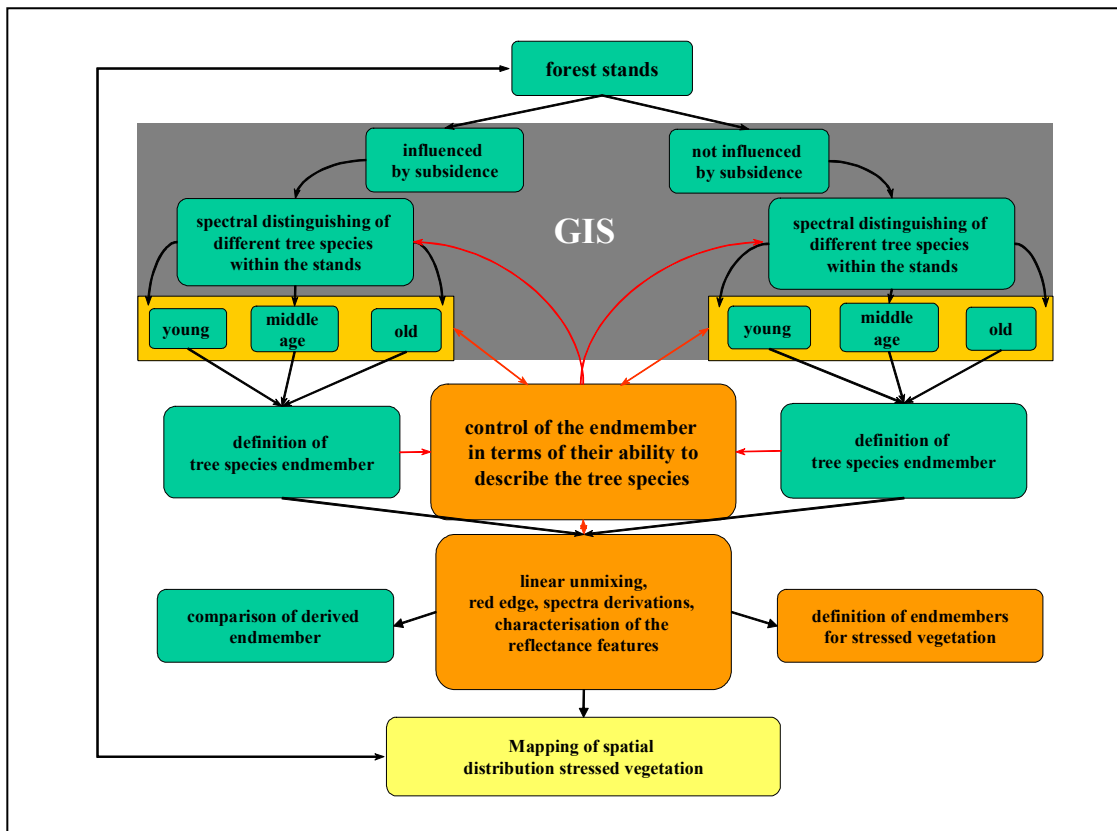 forest stands
influenced
by subsidence
not influenced
by subsidence
GIS
spectral distinguishing of
different tree species
within the stands
spectral distinguishing of
different tree species
within the stands
young
middle
age
old
young
middle
age
old
definition of
tree species endmember
control of the endmember
in terms of their ability to
describe the tree species
definition of
tree species endmember
linear unmixing,
red edge, spectra derivations,
characterisation of the
reflectance features
comparison of derived
endmember
definition of endmembers
for stressed vegetation
Mapping of spatial
distribution stressed vegetation